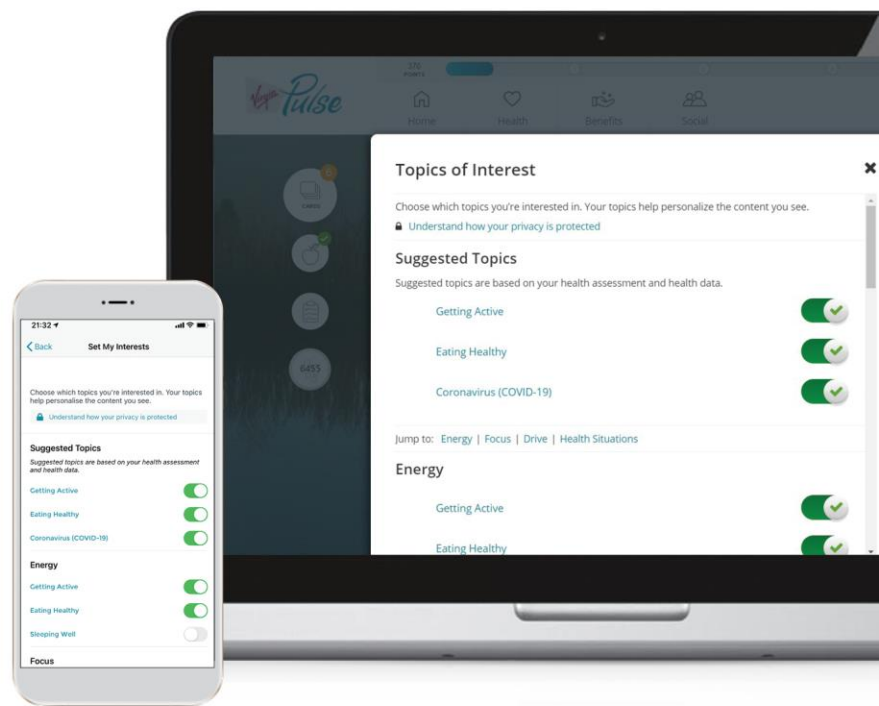 Virgin Pulse
376
POINTS
Home
Health
Benefits
Social
6
CARDS
6455
Topics of Interest
Choose which topics you're interested in. Your topics help personalize the content you see.
Understand how your privacy is protected
Suggested Topics
Suggested topics are based on your health assessment and health data.
Getting Active
Eating Healthy
Coronavirus (COVID-19)
Jump to: Energy | Focus | Drive | Health Situations
Energy
Getting Active
Eating Healthy
21:32
Back
Set My Interests
Choose which topics you're interested in. Your topics
help personalise the content you see.
Understand how your privacy is protected
Suggested Topics
Suggested topics are based on your health assessment
and health data.
Getting Active
Eating Healthy
Coronavirus (COVID-19)
Energy
Getting Active
Eating Healthy
Sleeping Well
Focus